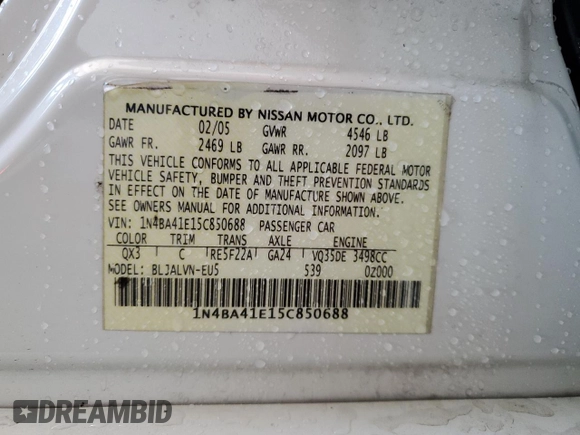 MANUFACTURED BY NISSAN MOTOR CO., LTD.
DATE 02/05 GVWR 4546 LB
GAWR FR. 2469 LB GAWR RR. 2097 LB
THIS VEHICLE CONFORMS TO ALL APPLICABLE FEDERAL MOTOR
VEHICLE SAFETY, BUMPER AND THEFT PREVENTION STANDARDS
IN EFFECT ON THE DATE OF MANUFACTURE SHOWN ABOVE.
SEE OWNERS MANUAL FOR ADDITIONAL INFORMATION.
VIN: 1N4BA41E15C850688 PASSENGER CAR
COLOR TRIM TRANS AXLE ENGINE
QX3 C RE5F22A GA24 VQ35DE 3498CC
MODEL: BLJALVN-EU5 539 0Z000
1N4BA41E15C850688
DREAMBID